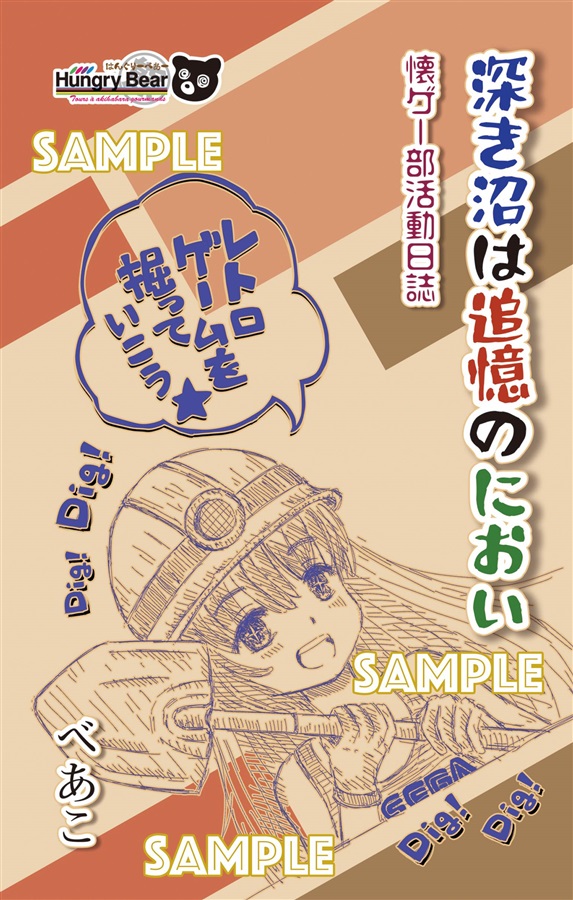 はんぐりーべあー
Hungry Bear
Tours à akihabara gourmands
深き沼は追憶のにおい
懐ゲー部活動日誌
SAMPLE
レトロ
ゲームを
掘って
いこう★
Dig!
Dig!
SAMPLE
べあこ
SEGA
Dig!
Dig!
SAMPLE